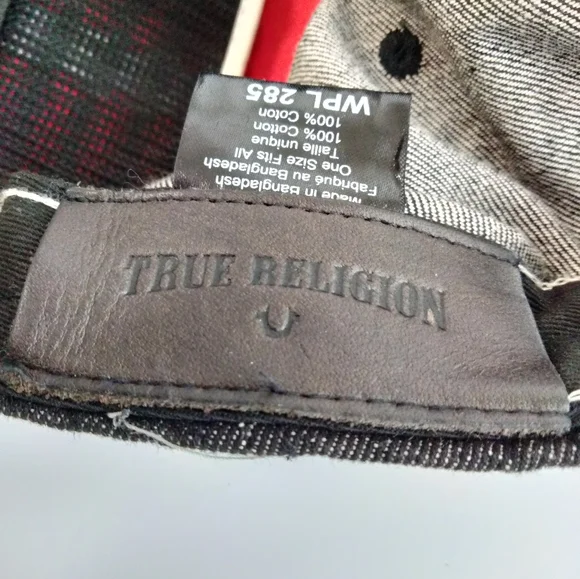 Made in Bangladesh
Fabriqué au Bangladesh
One Size Fits All
Taille unique
100% Cotton
100% Coton
WPL 285
TRUE RELIGION